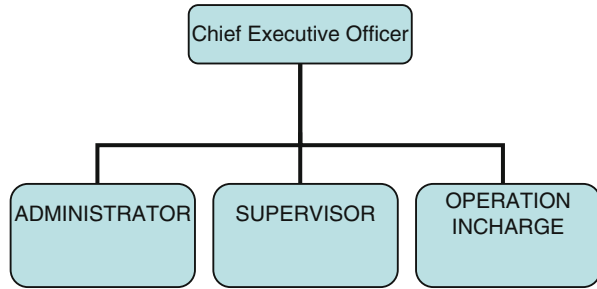 Chief Executive Officer
ADMINISTRATOR
SUPERVISOR
OPERATION
INCHARGE